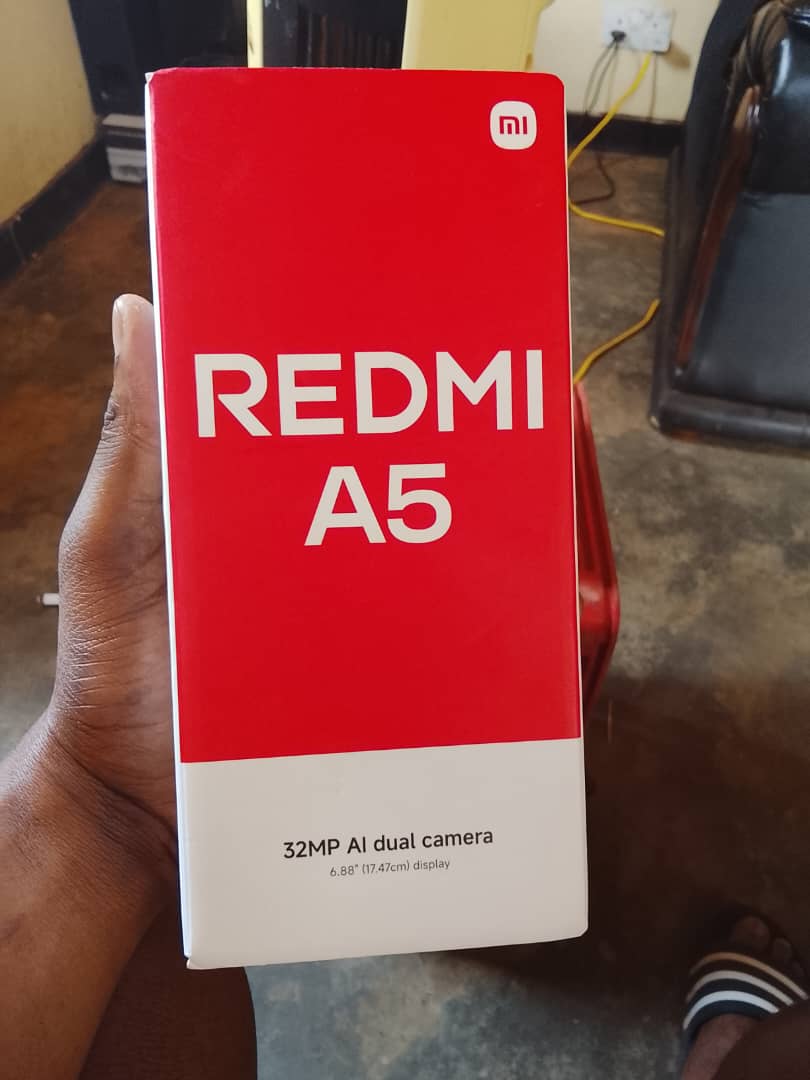 mi
REDMI
A5
32MP AI dual camera
6.88" (17.47cm) display